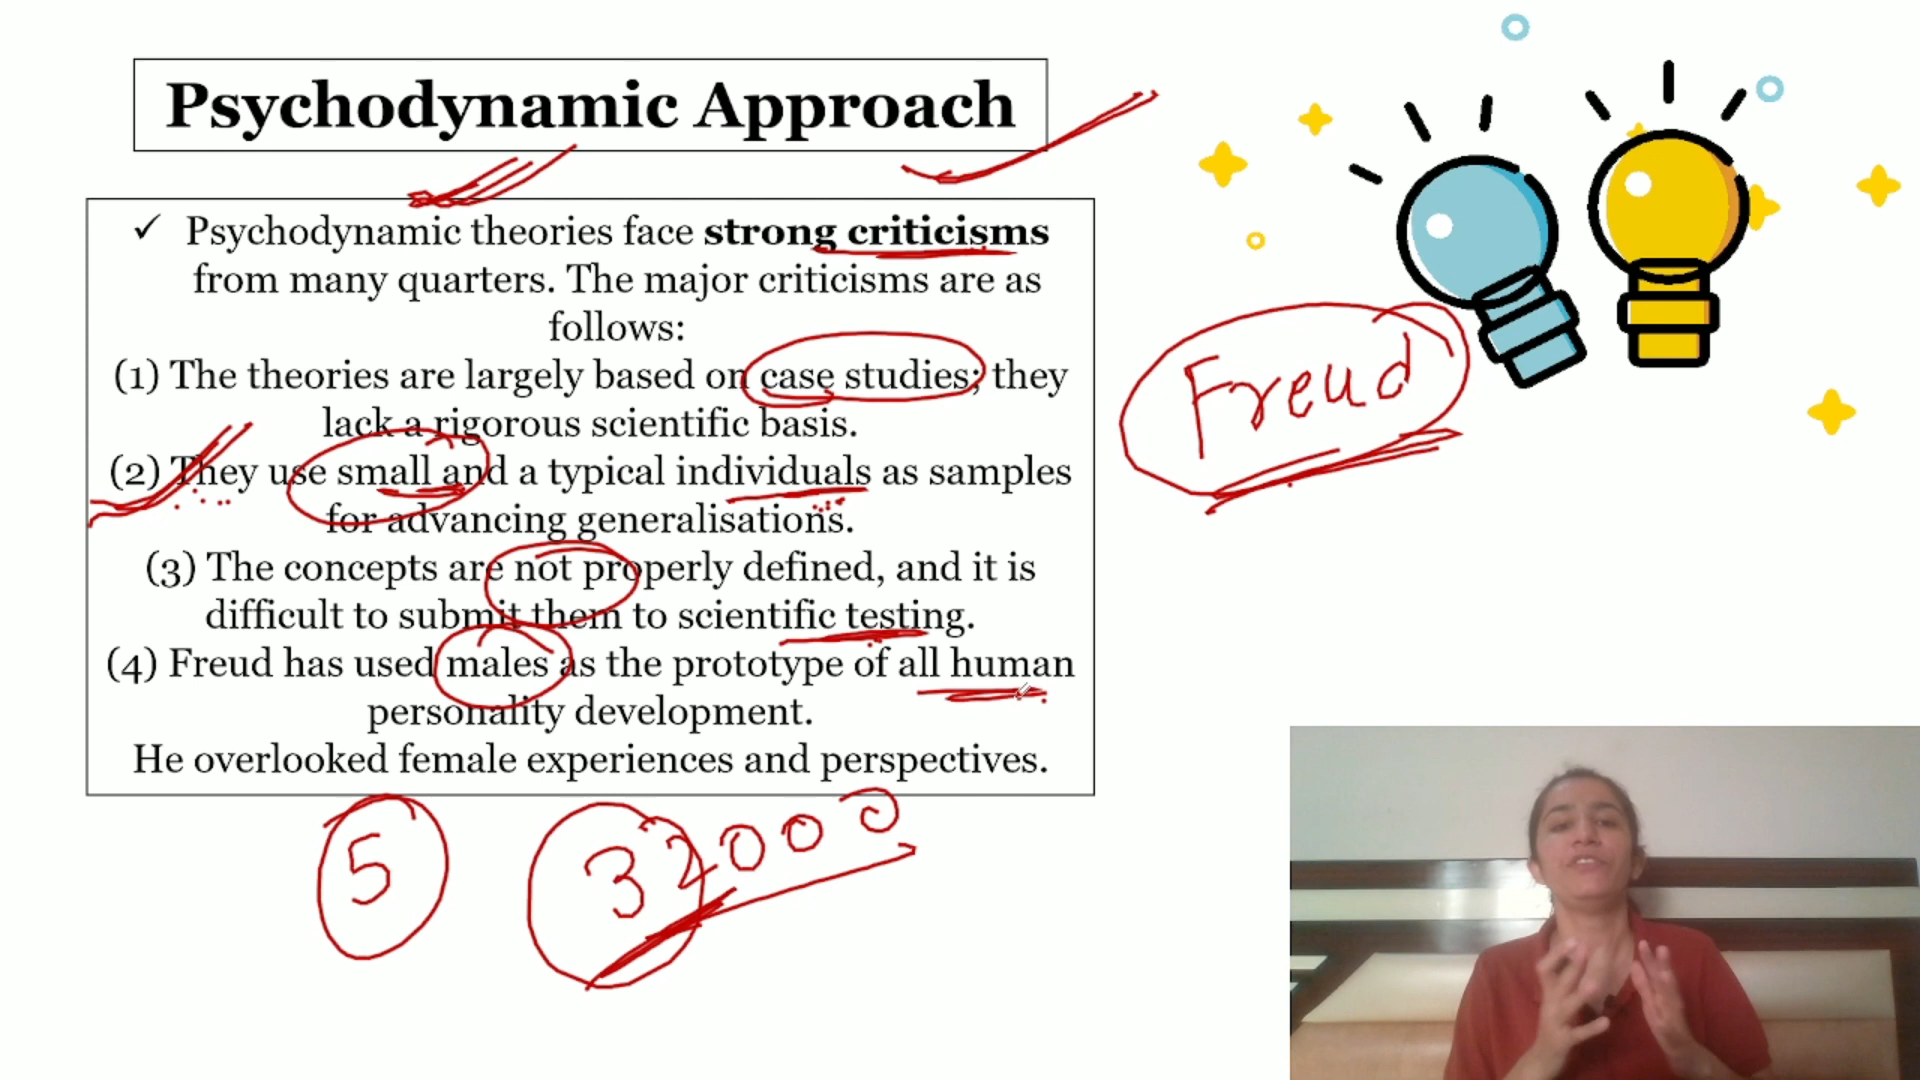 Psychodynamic Approach
✓ Psychodynamic theories face strong criticisms
from many quarters. The major criticisms are as
follows:
(1) The theories are largely based on case studies; they
lack a rigorous scientific basis.
(2) They use small and a typical individuals as samples
for advancing generalisations.
(3) The concepts are not properly defined, and it is
difficult to submit them to scientific testing.
(4) Freud has used males as the prototype of all human
personality development.
He overlooked female experiences and perspectives.
Freud
5
32000